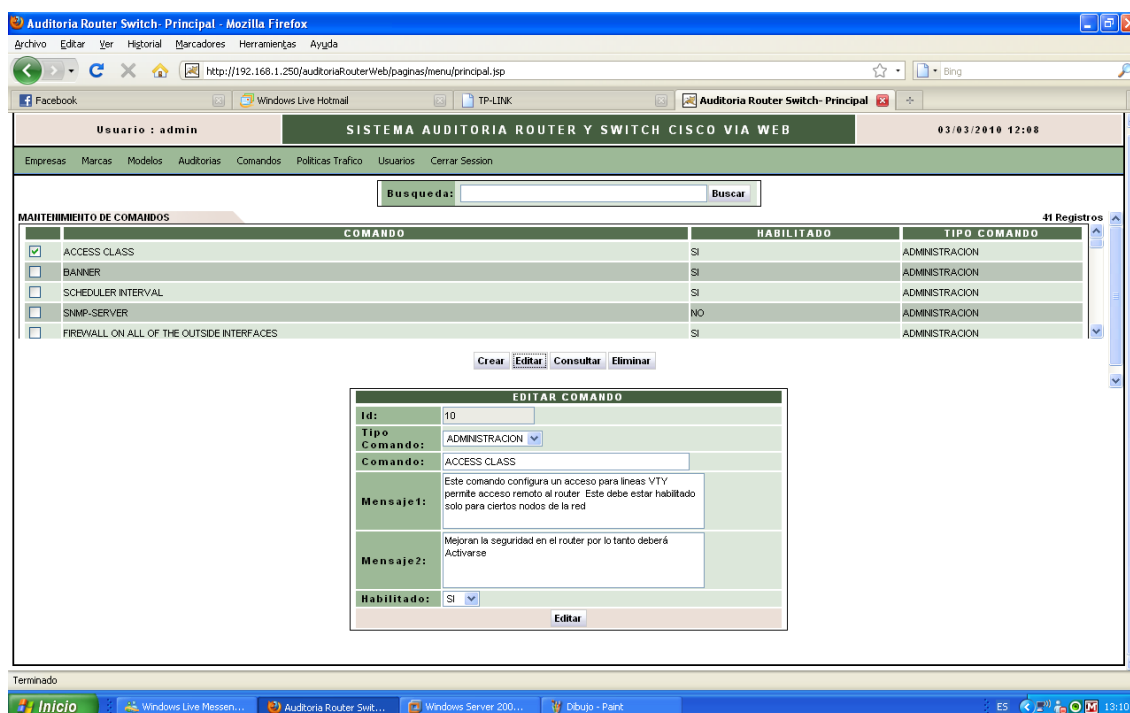 Auditoria Router Switch- Principal - Mozilla Firefox
Archivo Editar Ver Historial Marcadores Herramientas Ayuda
http://192.168.1.250/auditoriaRouterWeb/paginas/menu/principal.jsp Bing
Facebook Windows Live Hotmail TP-LINK Auditoria Router Switch- Principal
Usuario : admin SISTEMA AUDITORIA ROUTER Y SWITCH CISCO VIA WEB 03/03/2010 12:08
Empresas Marcas Modelos Auditorias Comandos Politicas Trafico Usuarios Cerrar Session
Busqueda: Buscar
MANTENIMIENTO DE COMANDOS 41 Registros
COMANDO HABILITADO TIPO COMANDO
ACCESS CLASS SI ADMINISTRACION
BANNER SI ADMINISTRACION
SCHEDULER INTERVAL SI ADMINISTRACION
SNMP-SERVER NO ADMINISTRACION
FIREWALL ON ALL OF THE OUTSIDE INTERFACES SI ADMINISTRACION
Crear Editar Consultar Eliminar
EDITAR COMANDO
Id: 10
Tipo
Comando: ADMINISTRACION
Comando: ACCESS CLASS
Este comando configura un acceso para lineas VTY
Mensaje1: permite acceso remoto al router Este debe estar habilitado
solo para ciertos nodos de la red
Mejoran la seguridad en el router por lo tanto deberá
Activarse
Mensaje2:
Habilitado: SI
Editar
Terminado
Inicio Windows Live Messen... Auditoria Router Swit... Windows Server 200... Dibujo - Paint ES 13:10